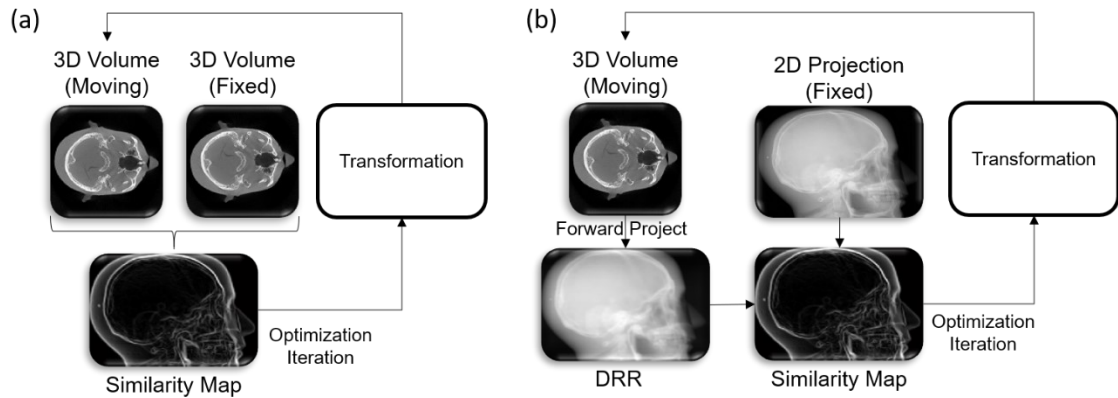 (a)
3D Volume
(Moving)
3D Volume
(Fixed)
Transformation
Optimization
Iteration
Similarity Map
(b)
3D Volume
(Moving)
2D Projection
(Fixed)
Transformation
Forward Project
DRR
Similarity Map
Optimization
Iteration